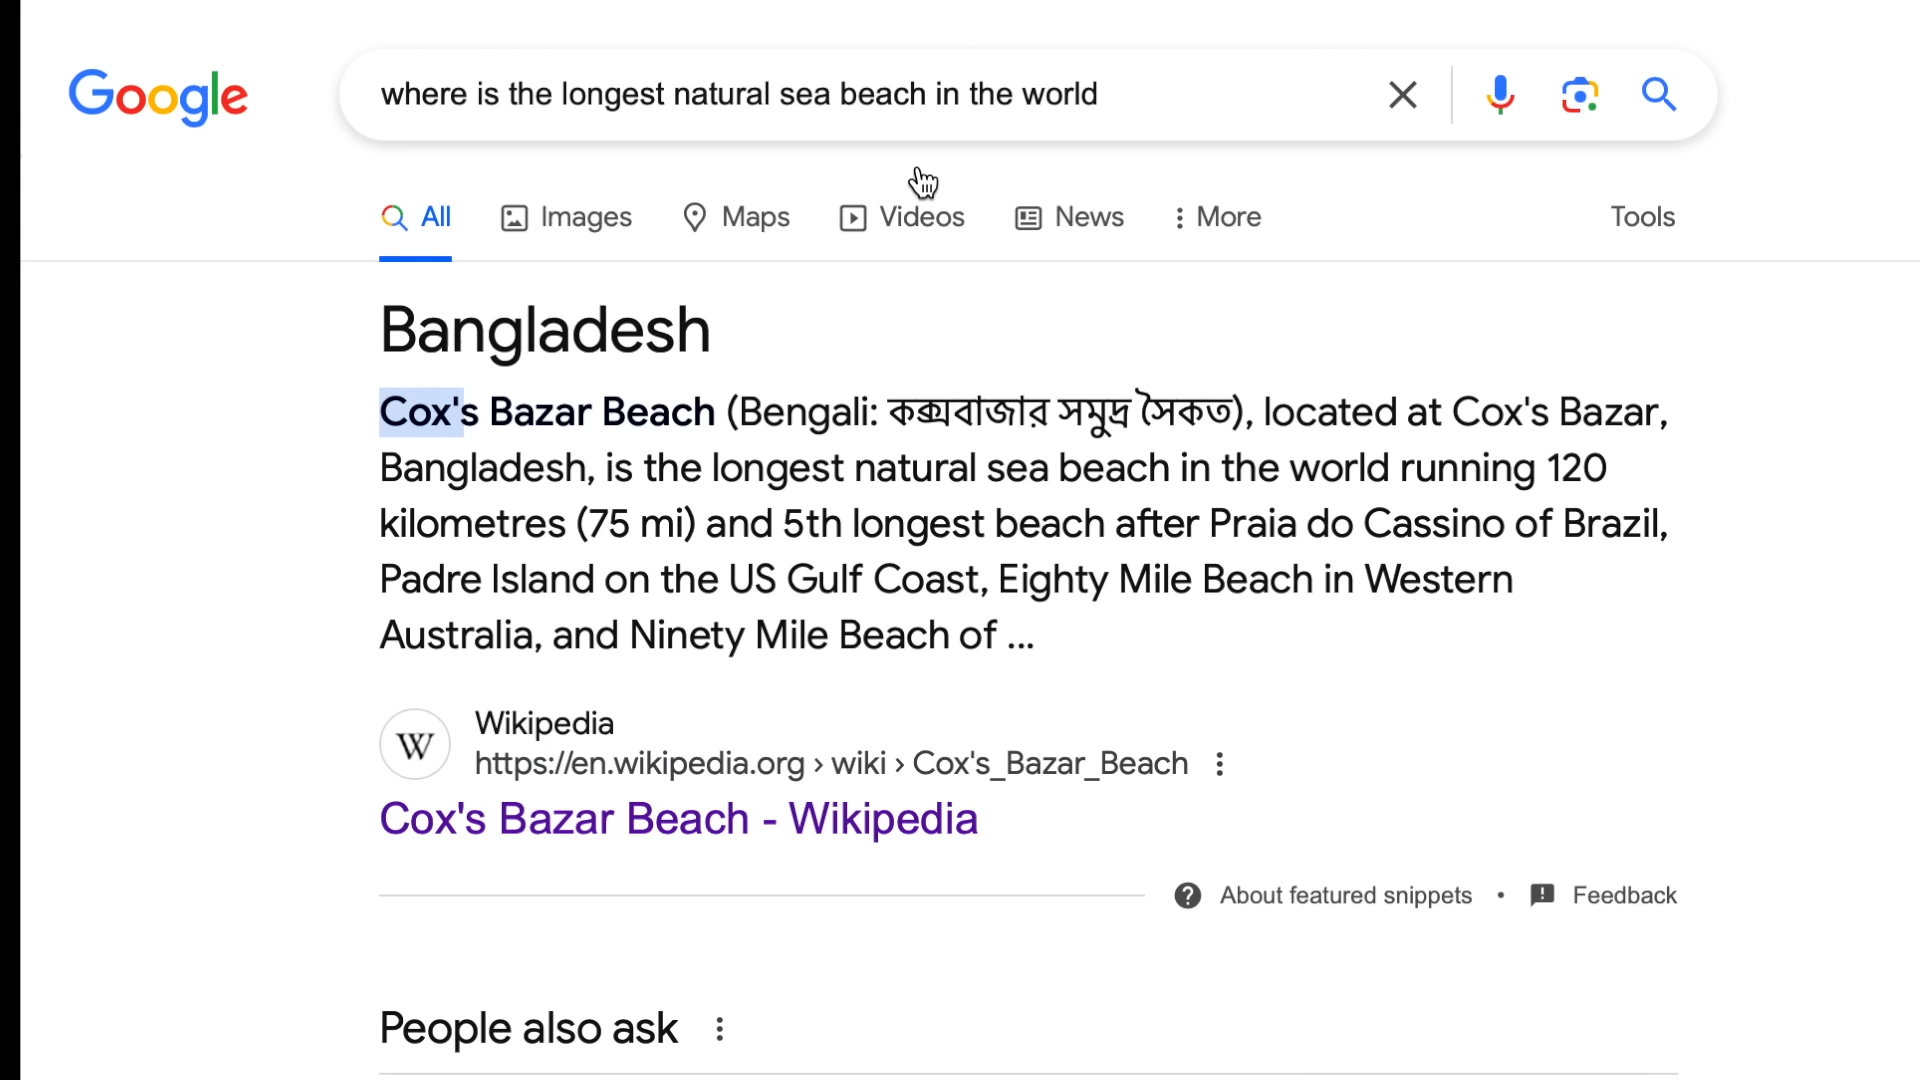 Google
where is the longest natural sea beach in the world
All
Images
Maps
Videos
News
More
Tools
Bangladesh
Cox's Bazar Beach (Bengali: কক্সবাজার সমুদ্র সৈকত), located at Cox's Bazar,
Bangladesh, is the longest natural sea beach in the world running 120
kilometres (75 mi) and 5th longest beach after Praia do Cassino of Brazil,
Padre Island on the US Gulf Coast, Eighty Mile Beach in Western
Australia, and Ninety Mile Beach of ...
W
Wikipedia
https://en.wikipedia.org › wiki › Cox's_Bazar_Beach
Cox's Bazar Beach - Wikipedia
About featured snippets • Feedback
People also ask